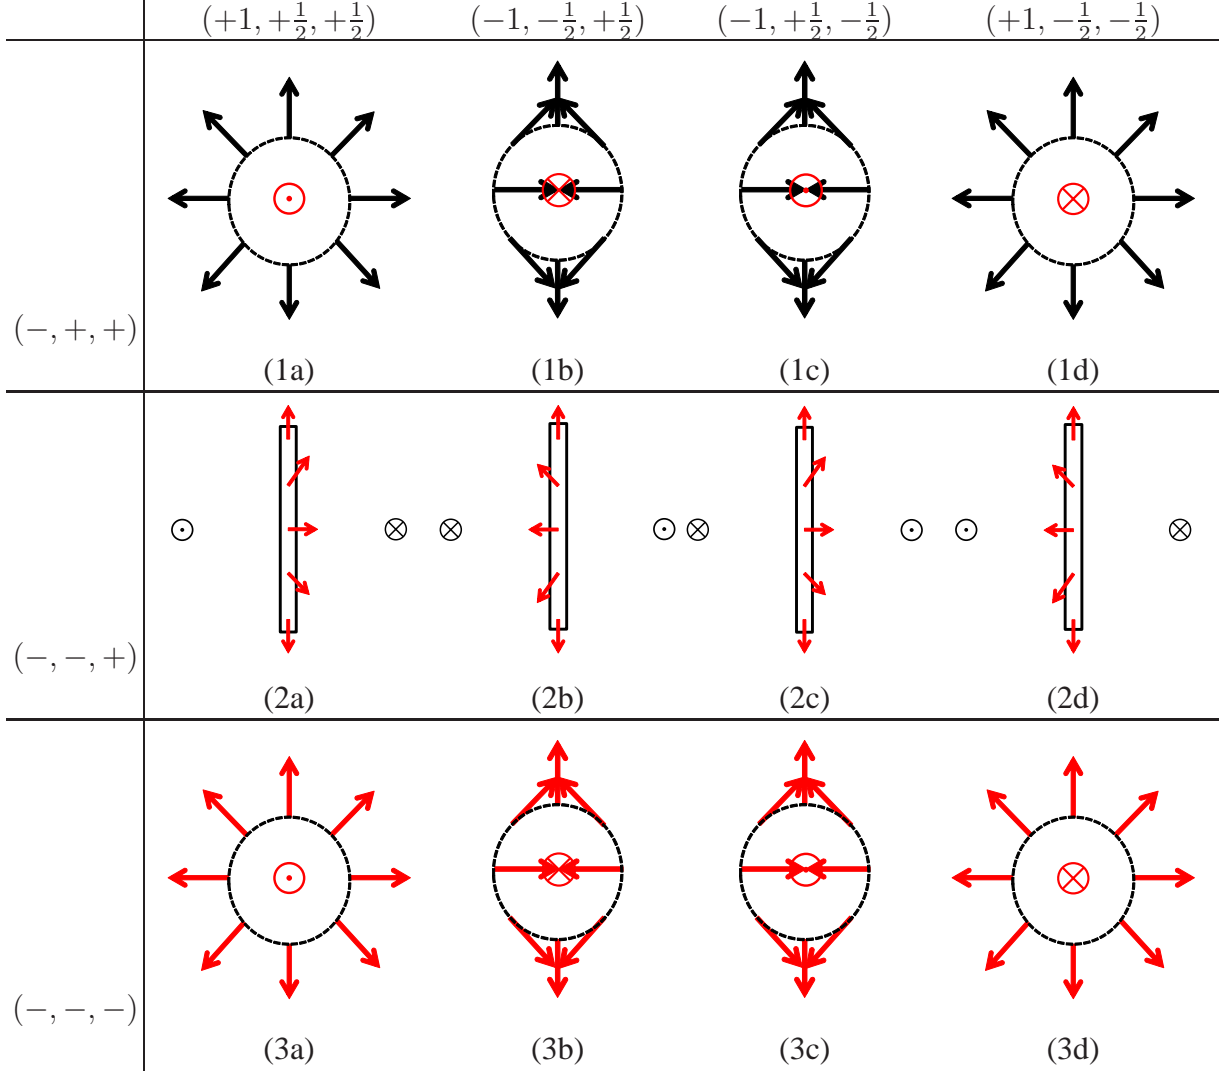 (+1, +1/2, +1/2) (−1, −1/2, +1/2) (−1, +1/2, −1/2) (+1, −1/2, −1/2)
(−, +, +)
(1a) (1b) (1c) (1d)
(−, −, +)
(2a) (2b) (2c) (2d)
(−, −, −)
(3a) (3b) (3c) (3d)